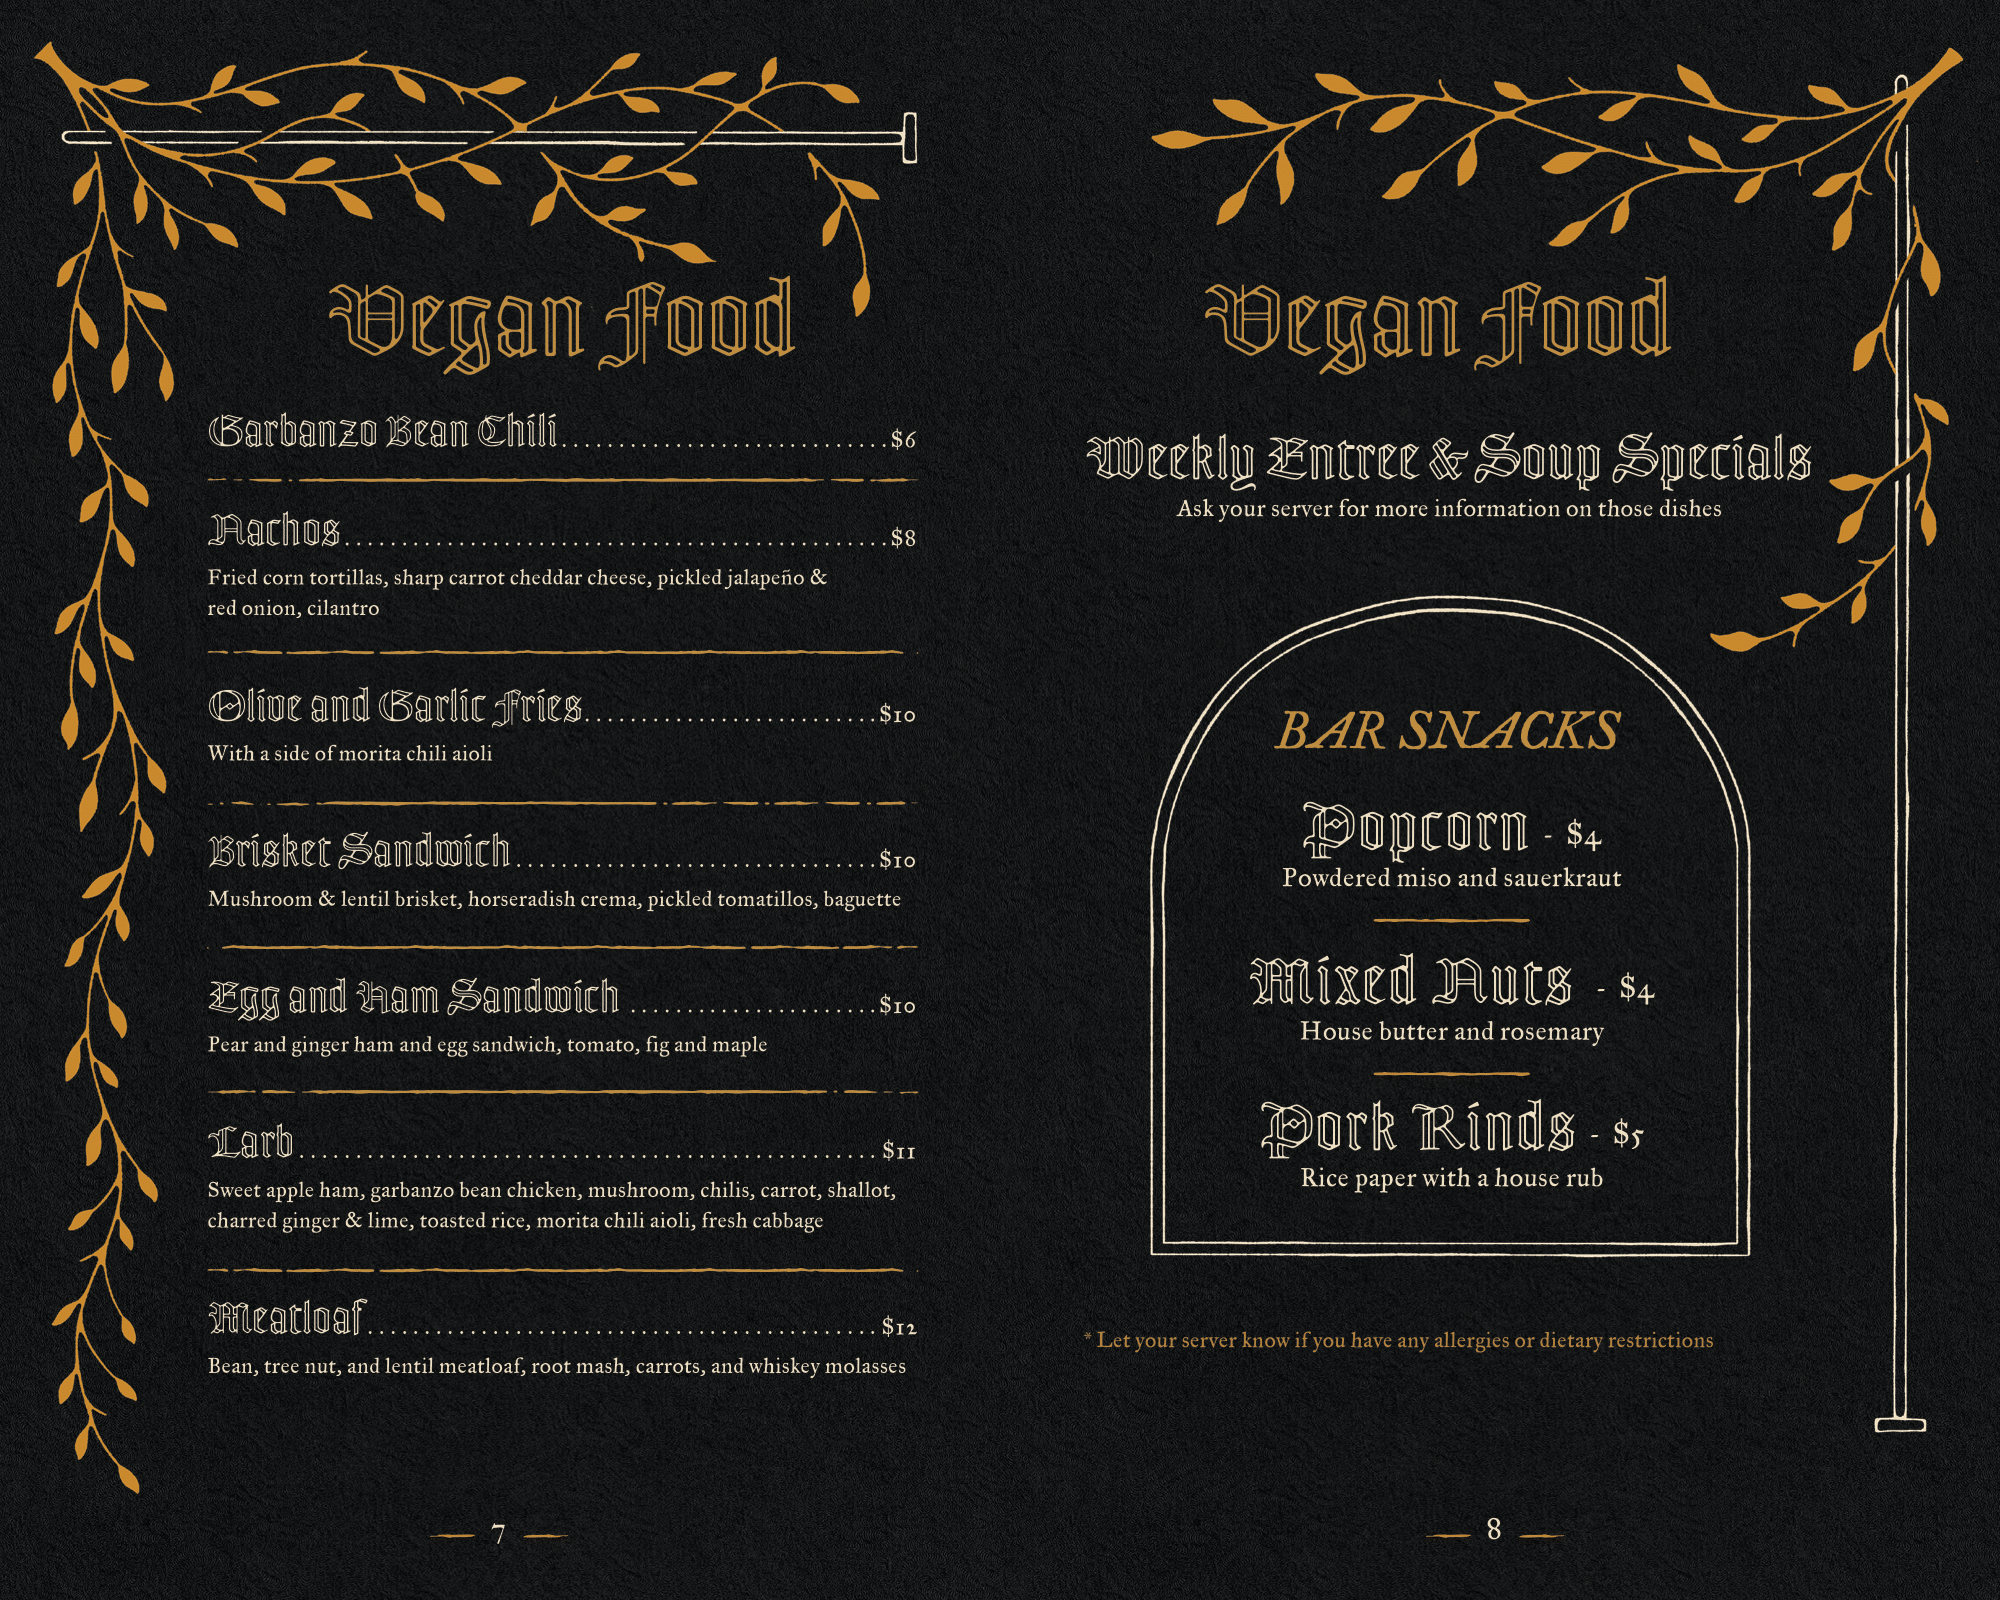 Vegan Food
Garbanzo Bean Chili................................$6
Nachos......................................................$8
Fried corn tortillas, sharp carrot cheddar cheese, pickled jalapeño &
red onion, cilantro
Olive and Garlic Fries.............................$10
With a side of morita chili aioli
Brisket Sandwich....................................$10
Mushroom & lentil brisket, horseradish crema, pickled tomatillos, baguette
Egg and Ham Sandwich .........................$10
Pear and ginger ham and egg sandwich, tomato, fig and maple
Larb..........................................................$11
Sweet apple ham, garbanzo bean chicken, mushroom, chilis, carrot, shallot,
charred ginger & lime, toasted rice, morita chili aioli, fresh cabbage
Meatloaf...................................................$12
Bean, tree nut, and lentil meatloaf, root mash, carrots, and whiskey molasses
7
Vegan Food
Weekly Entree & Soup Specials
Ask your server for more information on those dishes
BAR SNACKS
Popcorn - $4
Powdered miso and sauerkraut
Mixed Nuts - $4
House butter and rosemary
Pork Rinds - $5
Rice paper with a house rub
* Let your server know if you have any allergies or dietary restrictions
8